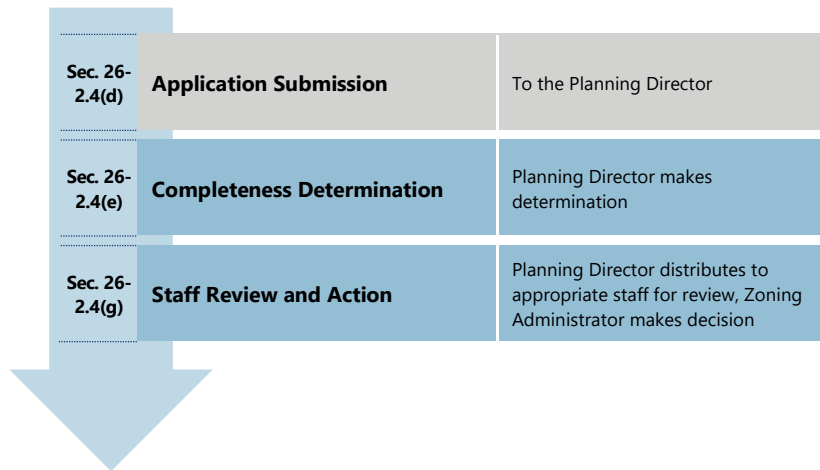 Sec. 26-
2.4(d)
Application Submission
To the Planning Director
Sec. 26-
2.4(e)
Completeness Determination
Planning Director makes
determination
Sec. 26-
2.4(g)
Staff Review and Action
Planning Director distributes to
appropriate staff for review, Zoning
Administrator makes decision